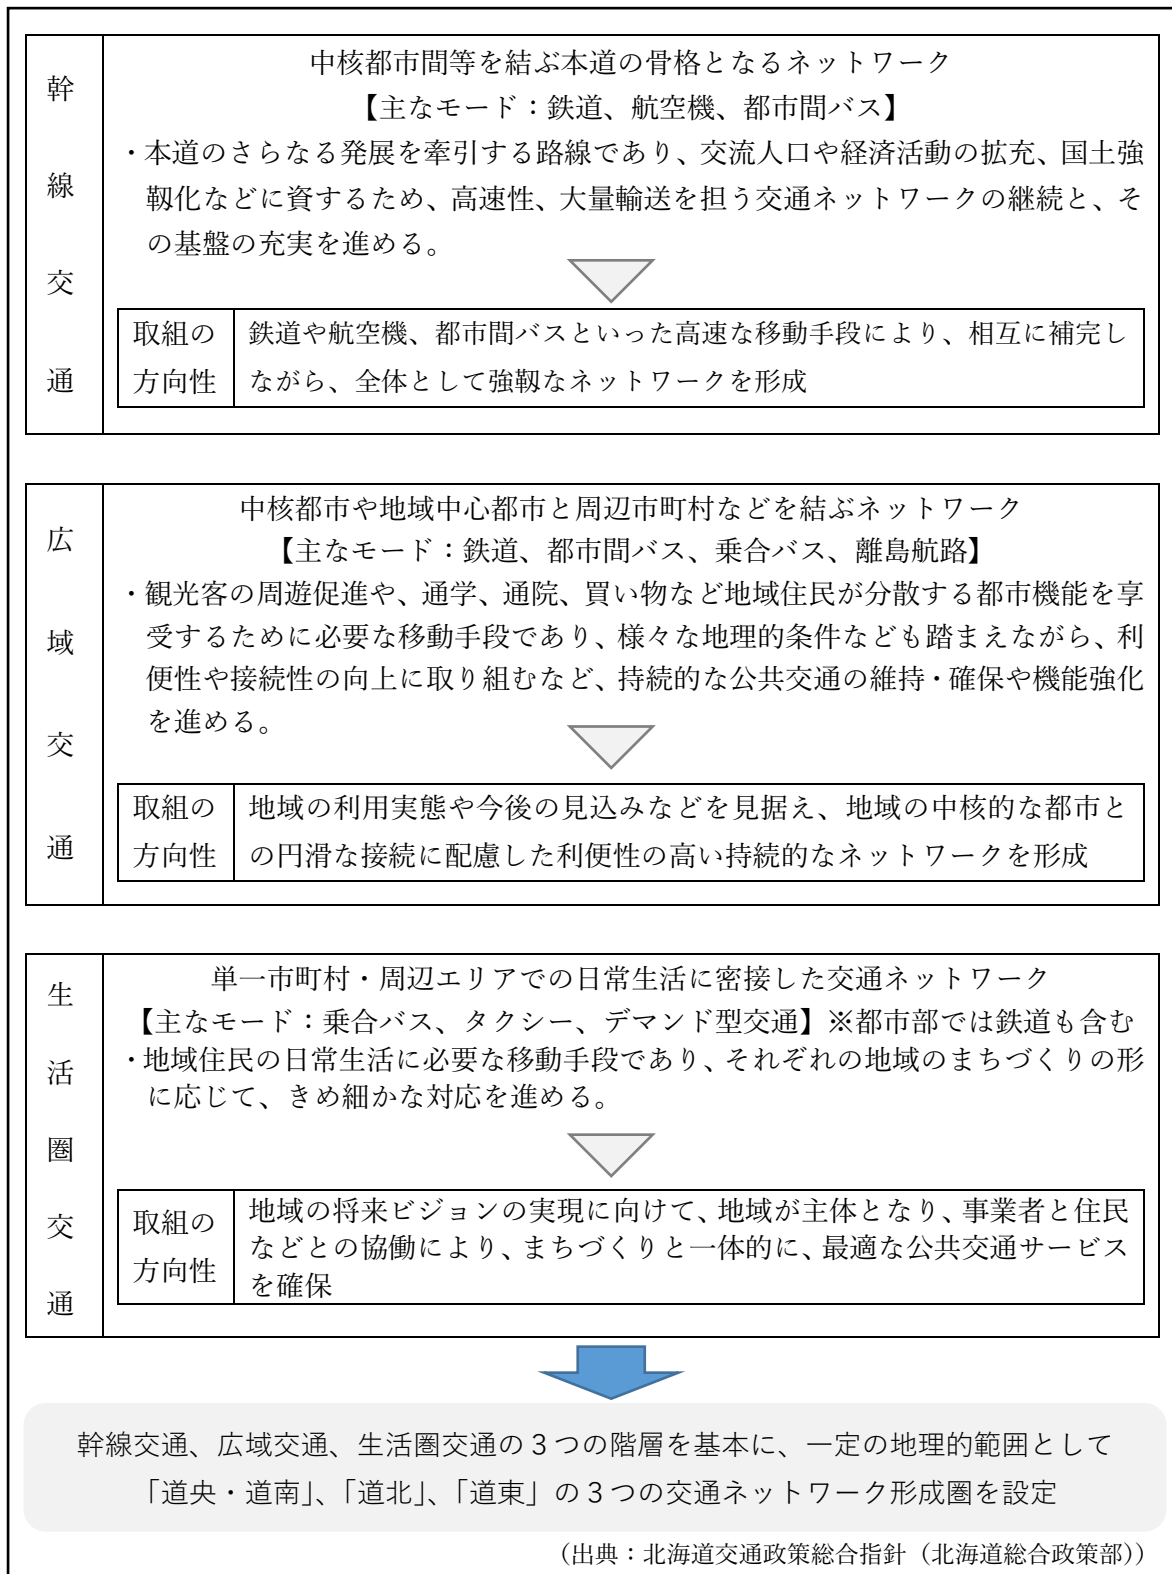 幹線交通
中核都市間等を結ぶ本道の骨格となるネットワーク
【主なモード：鉄道、航空機、都市間バス】
・本道のさらなる発展を牽引する路線であり、交流人口や経済活動の拡充、国土強
靱化などに資するため、高速性、大量輸送を担う交通ネットワークの継続と、そ
の基盤の充実を進める。
取組の
方向性
鉄道や航空機、都市間バスといった高速な移動手段により、相互に補完し
ながら、全体として強靱なネットワークを形成
広域交通
中核都市や地域中心都市と周辺市町村などを結ぶネットワーク
【主なモード：鉄道、都市間バス、乗合バス、離島航路】
・観光客の周遊促進や、通学、通院、買い物など地域住民が分散する都市機能を享
受するために必要な移動手段であり、様々な地理的条件なども踏まえながら、利
便性や接続性の向上に取り組むなど、持続的な公共交通の維持・確保や機能強化
を進める。
取組の
方向性
地域の利用実態や今後の見込みなどを見据え、地域の中核的な都市と
の円滑な接続に配慮した利便性の高い持続的なネットワークを形成
生活圏交通
単一市町村・周辺エリアでの日常生活に密接した交通ネットワーク
【主なモード：乗合バス、タクシー、デマンド型交通】※都市部では鉄道も含む
・地域住民の日常生活に必要な移動手段であり、それぞれの地域のまちづくりの形
に応じて、きめ細かな対応を進める。
取組の
方向性
地域の将来ビジョンの実現に向けて、地域が主体となり、事業者と住民
などとの協働により、まちづくりと一体的に、最適な公共交通サービス
を確保
幹線交通、広域交通、生活圏交通の３つの階層を基本に、一定の地理的範囲として
「道央・道南」、「道北」、「道東」の３つの交通ネットワーク形成圏を設定
（出典：北海道交通政策総合指針（北海道総合政策部））